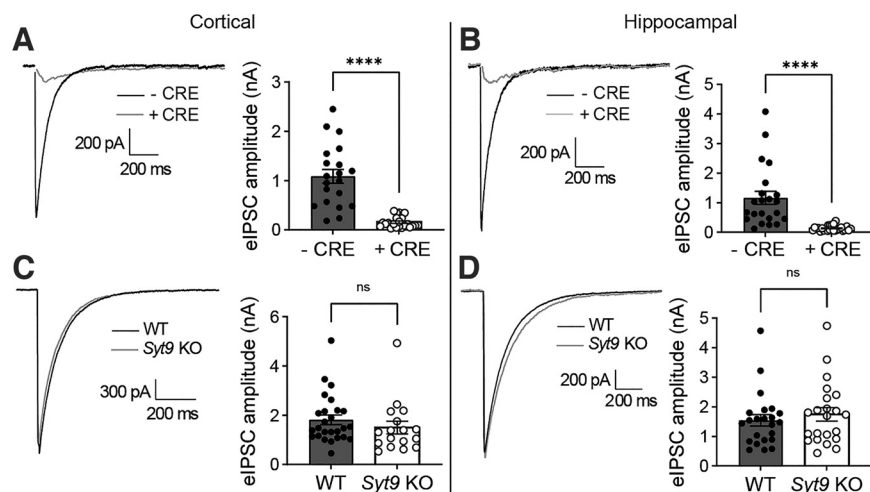 Cortical
Hippocampal
A
- CRE
+ CRE
200 pA
200 ms
eIPSC amplitude (nA)
3
2
1
0
****
- CRE
+ CRE
B
- CRE
+ CRE
200 pA
200 ms
eIPSC amplitude (nA)
5
4
3
2
1
0
****
- CRE
+ CRE
C
WT
Syt9 KO
300 pA
200 ms
eIPSC amplitude (nA)
6
4
2
0
ns
WT
Syt9 KO
D
WT
Syt9 KO
200 pA
200 ms
eIPSC amplitude (nA)
5
4
3
2
1
0
ns
WT
Syt9 KO